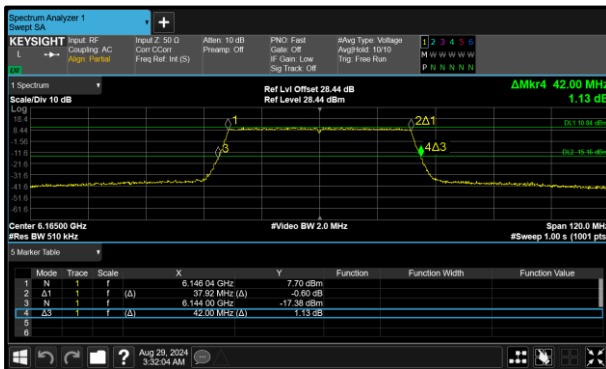 Spectrum Analyzer 1
Swept SA
KEYSIGHT Input: RF Input Z: 50 Ω Atten: 10 dB PNO: Fast #Avg Type: Voltage 1 2 3 4 5 6
L Coupling: AC Corr CCorr Preamp: Off Gate: Off Avg|Hold: 10/10 M W W W W W
Align: Partial Freq Ref: Int (S) IF Gain: Low Trig: Free Run P N N N N N
Sig Track: Off
1 Spectrum Ref Lvl Offset 28.44 dB ΔMkr4 42.00 MHz
Scale/Div 10 dB Ref Level 28.44 dBm 1.13 dB
Log
18.4
8.44
-1.56
-11.6
-21.6
-31.6
-41.6
-51.6
-61.6
1 2Δ1
3 4Δ3
Center 6.16500 GHz #Video BW 2.0 MHz Span 120.0 MHz
#Res BW 510 kHz #Sweep 1.00 s (1001 pts)
5 Marker Table
Mode Trace Scale X Y Function Function Width Function Value
1 N 1 f 6.146 04 GHz 7.70 dBm
2 Δ1 1 f (Δ) 37.92 MHz (Δ) -0.60 dB
3 N 1 f 6.144 00 GHz -17.38 dBm
4 Δ3 1 f (Δ) 42.00 MHz (Δ) 1.13 dB
5
6
? Aug 29, 2024
3:32:04 AM